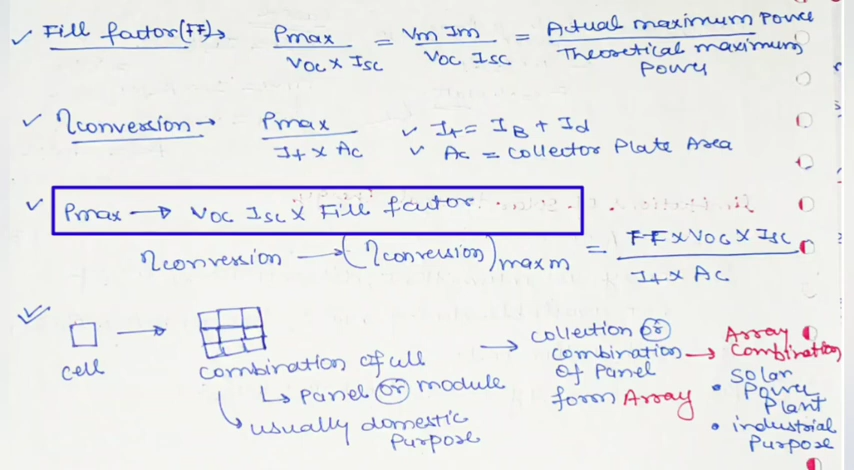 ✓ Fill factor(FF)→ Pmax / Voc x Isc = Vm Im / Voc Isc = Actual maximum Power / Theoretical maximum Power
✓ ηconversion → Pmax / It x Ac ✓ It = IB + Id
✓ Ac = Collector Plate Area
✓ Pmax → Voc Isc x Fill factor
ηconversion → (ηconversion)maxm = FF x Voc x Isc / It x Ac
✓ cell → combination of all
↳ Panel or module
↳ usually domestic Purpose
→ collection or
combination
of Panel
form Array
→ Array
Combination
• Solar
Power
Plant
• industrial
Purpose